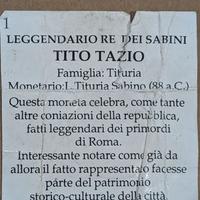 1
LEGGENDARIO RE DEI SABINI
TITO TAZIO
Famiglia: Tituria
Monetario: L. Tituria Sabino (88 a.C.)
Questa moneta celebra, come tante
altre coniazioni della repubblica,
fatti leggendari dei primordi
di Roma.
Interessante notare come già da
allora il fatto rappresentato facesse
parte del patrimonio
storico-culturale della città